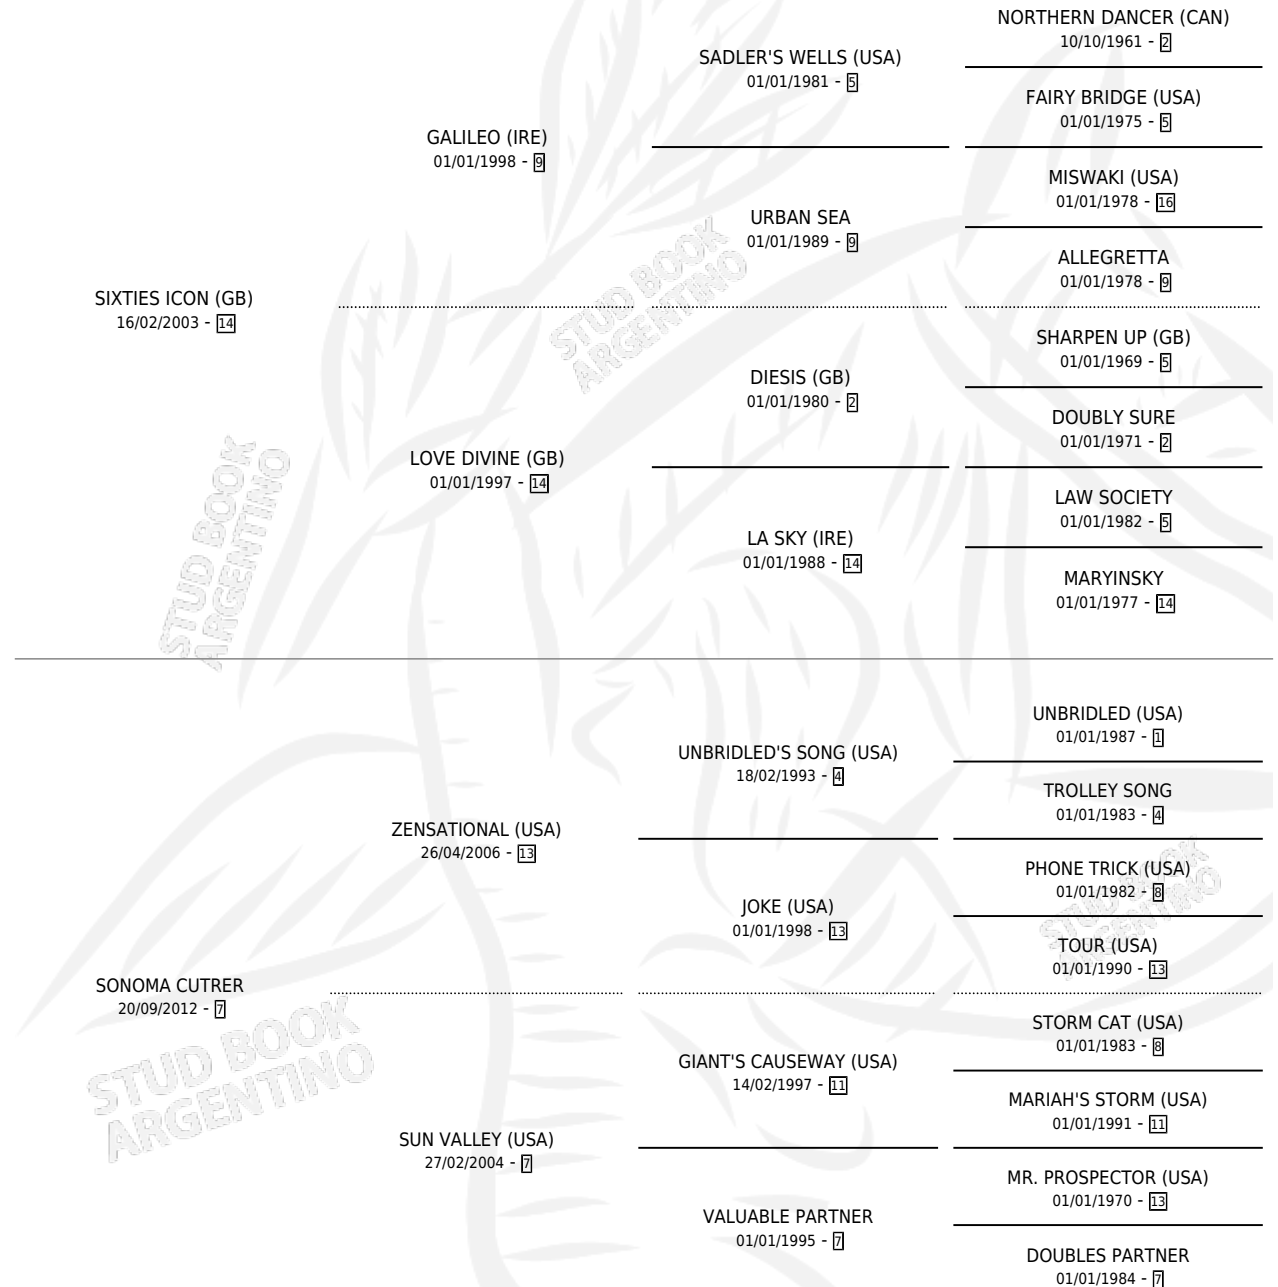 NORTHERN DANCER (CAN)
10/10/1961 - 2
SADLER'S WELLS (USA)
01/01/1981 - 5
FAIRY BRIDGE (USA)
01/01/1975 - 5
GALILEO (IRE)
01/01/1998 - 9
MISWAKI (USA)
01/01/1978 - 16
URBAN SEA
01/01/1989 - 9
ALLEGRETTA
01/01/1978 - 9
SIXTIES ICON (GB)
16/02/2003 - 14
SHARPEN UP (GB)
01/01/1969 - 5
DIESIS (GB)
01/01/1980 - 2
DOUBLY SURE
01/01/1971 - 2
LOVE DIVINE (GB)
01/01/1997 - 14
LAW SOCIETY
01/01/1982 - 5
LA SKY (IRE)
01/01/1988 - 14
MARYINSKY
01/01/1977 - 14
UNBRIDLED (USA)
01/01/1987 - 1
UNBRIDLED'S SONG (USA)
18/02/1993 - 4
TROLLEY SONG
01/01/1983 - 4
ZENSATIONAL (USA)
26/04/2006 - 13
PHONE TRICK (USA)
01/01/1982 - 8
JOKE (USA)
01/01/1998 - 13
TOUR (USA)
01/01/1990 - 13
SONOMA CUTRER
20/09/2012 - 7
STORM CAT (USA)
01/01/1983 - 8
GIANT'S CAUSEWAY (USA)
14/02/1997 - 11
MARIAH'S STORM (USA)
01/01/1991 - 11
SUN VALLEY (USA)
27/02/2004 - 7
MR. PROSPECTOR (USA)
01/01/1970 - 13
VALUABLE PARTNER
01/01/1995 - 7
DOUBLES PARTNER
01/01/1984 - 7
STUD BOOK
ARGENTINO
STUD BOOK
ARGENTINO
STUD BOOK
ARGENTINO
STUD BOOK
ARGENTINO